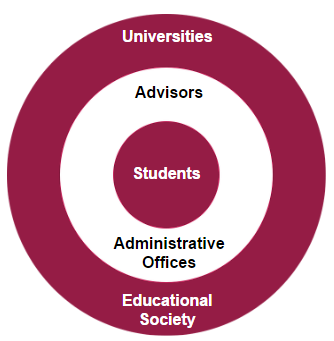 Universities
Advisors
Students
Administrative
Offices
Educational
Society